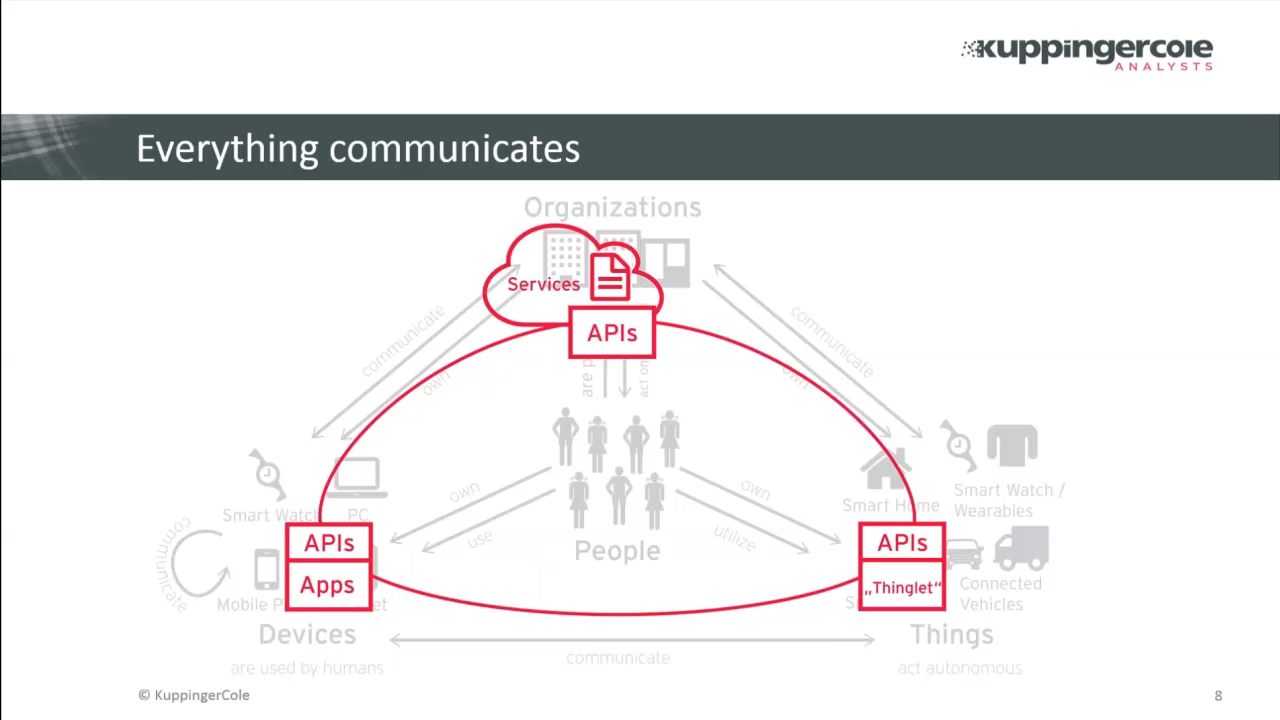 kuppingercole
ANALYSTS
Everything communicates
Organizations
Services
APIs
communicate
own
are
act on
communicate
own
Smart Watch
PC
own
use
People
own
utilize
Smart Home
Smart Watch /
Wearables
communicate
APIs
Apps
Mobile
APIs
„Thinglet“
Connected
Vehicles
Devices
are used by humans
communicate
Things
act autonomous
© KuppingerCole
8